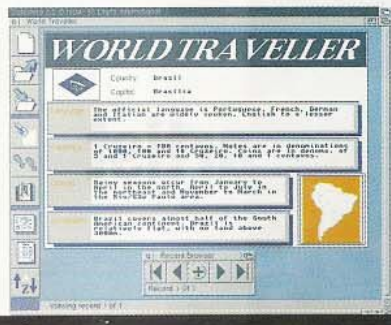 World Traveller
WORLD TRAVELLER
Country: Brazil
Capital: Brasilia
The official language is Portuguese, French, German
and Italian are widely spoken, English to a lesser
extent.
1 Cruzeiro = 100 centavos. Notes are in denominations
of 1000, 500 and 10 Cruzeiro. Coins are in denoms. of
5 and 1 Cruzeiro and 50, 20, 10 and 1 centavos.
Rainy seasons occur from January to
April in the north, April to July in
the northeast and November to March in
the Rio/São Paulo area.
Brazil covers almost half of the South
American continent. Brazil is
relatively flat, with no land above
3000m.
Record Browser
Record 1 of 1
Viewing record 1 of 1